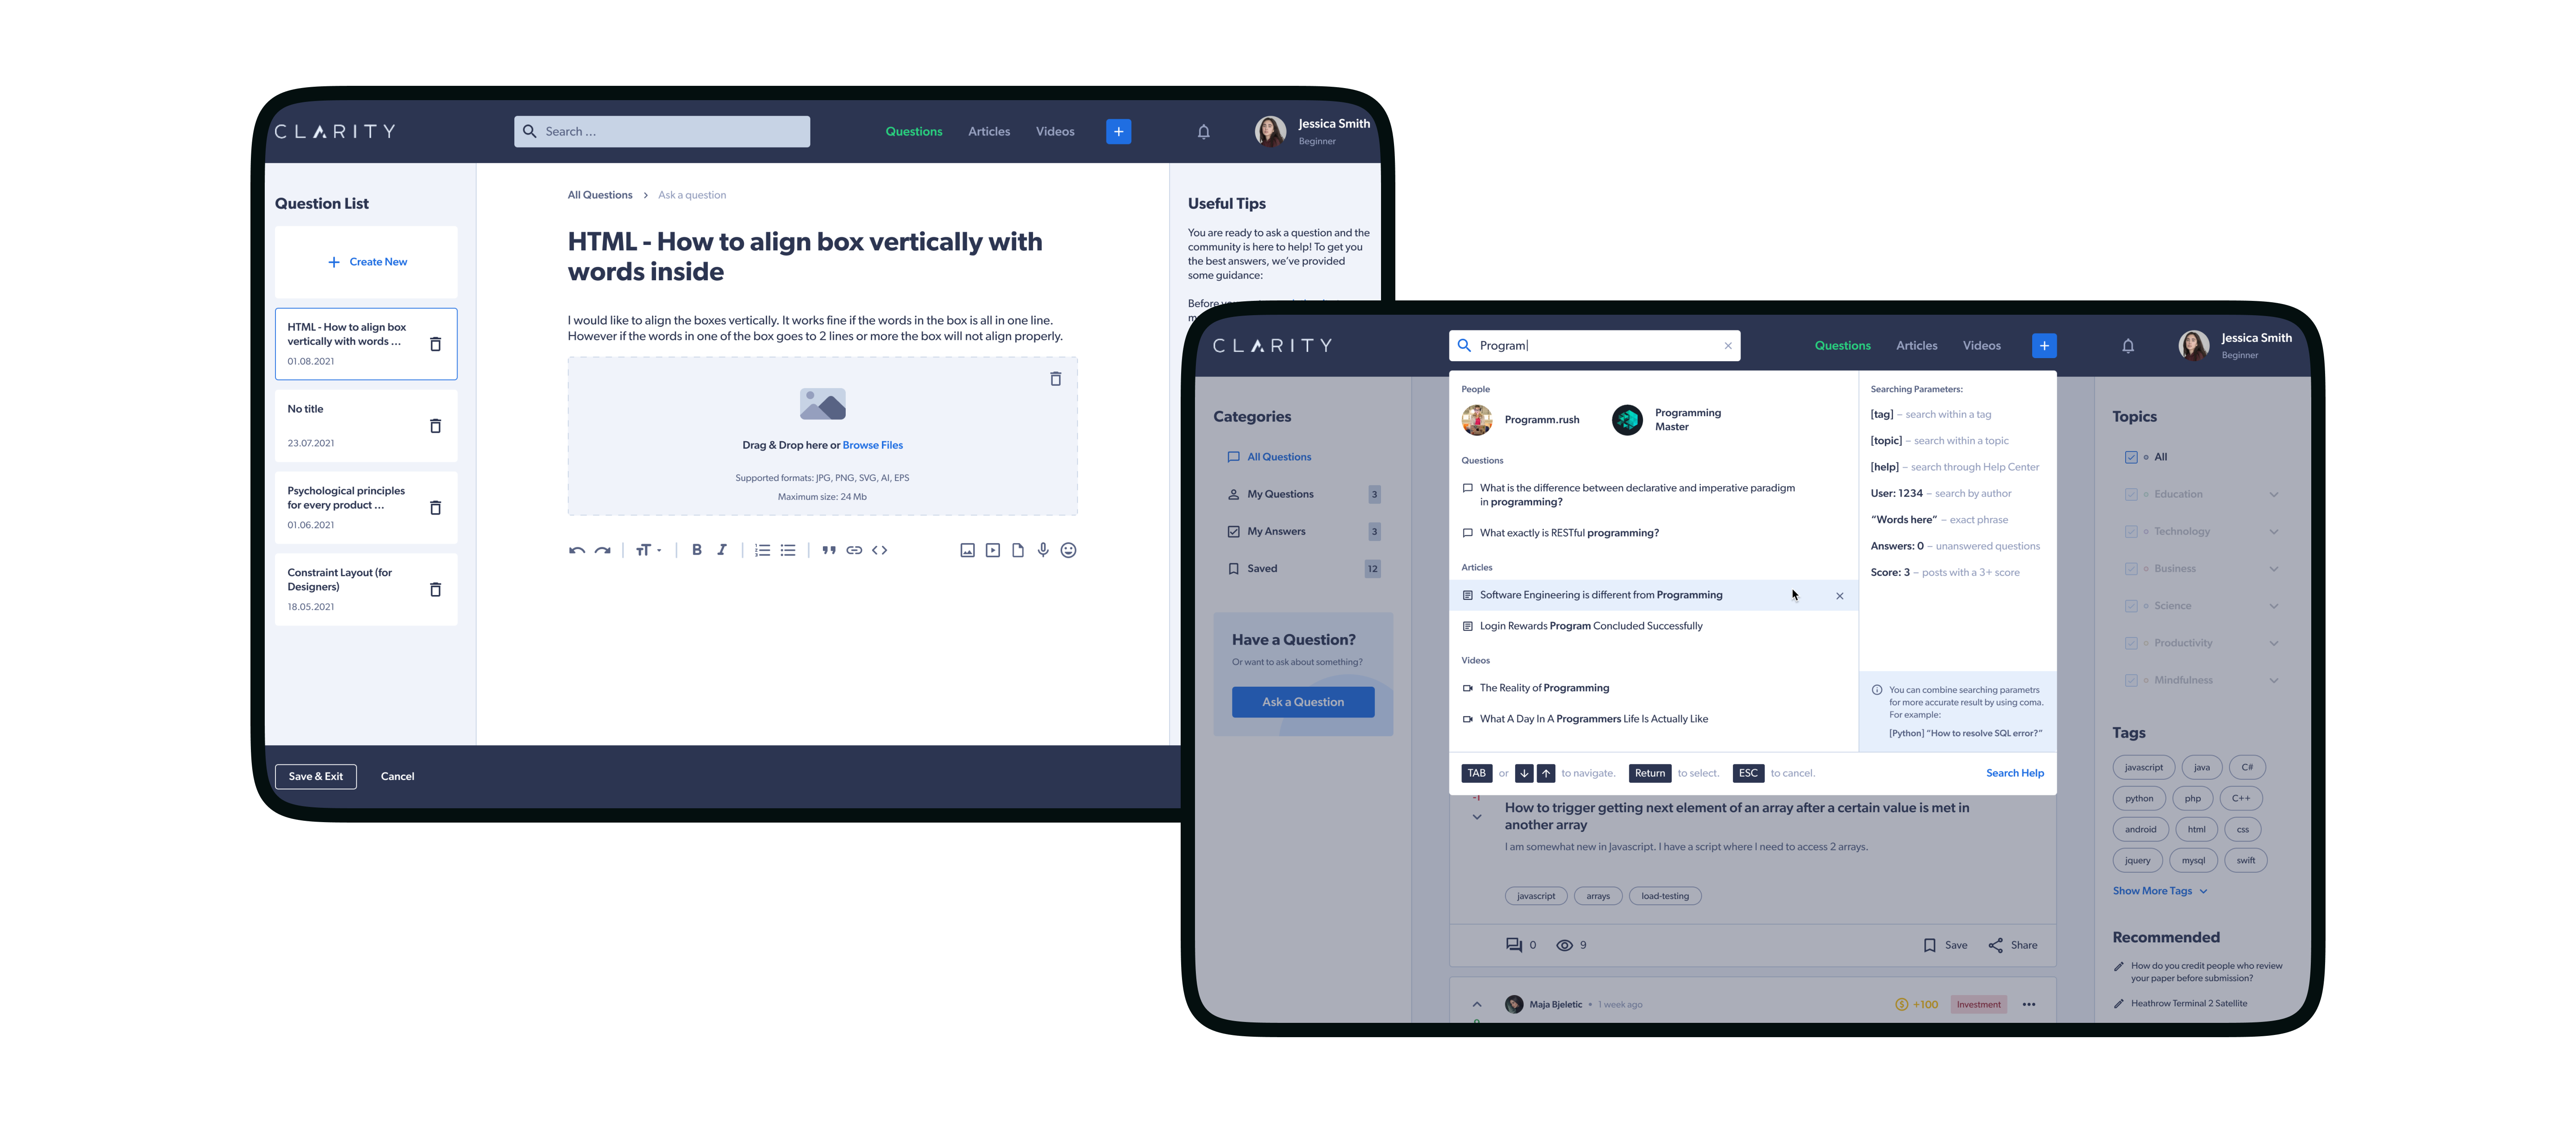 CLARITY
Search ...
Questions
Articles
Videos
+
Jessica Smith
Beginner
Question List
+ Create New
HTML - How to align box
vertically with words ...
01.08.2021
No title
23.07.2021
Psychological principles
for every product ...
01.06.2021
Constraint Layout (for
Designers)
18.05.2021
All Questions > Ask a question
HTML - How to align box vertically with
words inside
I would like to align the boxes vertically. It works fine if the words in the box is all in one line.
However if the words in one of the box goes to 2 lines or more the box will not align properly.
Drag & Drop here or Browse Files
Supported formats: JPG, PNG, SVG, AI, EPS
Maximum size: 24 Mb
TT
B
I
Useful Tips
You are ready to ask a question and the
community is here to help! To get you
the best answers, we've provided
some guidance:
Before
Save & Exit
Cancel
CLARITY
Program
Questions
Articles
Videos
+
Jessica Smith
Beginner
Categories
All Questions
My Questions 3
My Answers 3
Saved 12
Have a Question?
Or want to ask about something?
Ask a Question
People
Programm.rush
Programming
Master
Questions
What is the difference between declarative and imperative paradigm
in programming?
What exactly is RESTful programming?
Articles
Software Engineering is different from Programming
Login Rewards Program Concluded Successfully
Videos
The Reality of Programming
What A Day In A Programmers Life Is Actually Like
Searching Parameters:
[tag] – search within a tag
[topic] – search within a topic
[help] – search through Help Center
User: 1234 – search by author
“Words here” – exact phrase
Answers: 0 – unanswered questions
Score: 3 – posts with a 3+ score
You can combine searching parametrs
for more accurate result by using coma.
For example:
[Python] “How to resolve SQL error?”
TAB or ↓ ↑ to navigate. Return to select. ESC to cancel.
Search Help
-1
How to trigger getting next element of an array after a certain value is met in
another array
I am somewhat new in Javascript. I have a script where I need to access 2 arrays.
javascript
arrays
load-testing
0
9
Save
Share
Maja Bjeletic • 1 week ago
+100
Investment
Topics
All
Education
Technology
Business
Science
Productivity
Mindfulness
Tags
javascript
java
C#
python
php
C++
android
html
css
jquery
mysql
swift
Show More Tags
Recommended
How do you credit people who review
your paper before submission?
Heathrow Terminal 2 Satellite